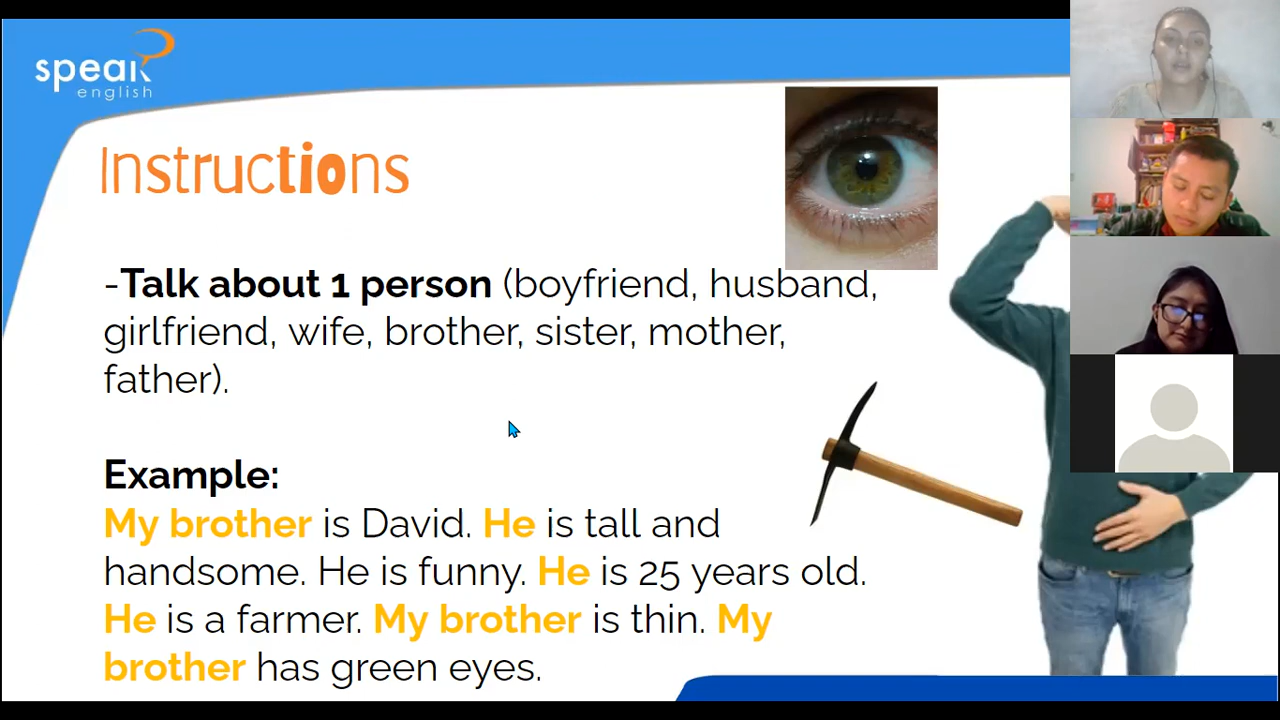 speak
english
Instructions
-Talk about 1 person (boyfriend, husband,
girlfriend, wife, brother, sister, mother,
father).
Example:
My brother is David. He is tall and
handsome. He is funny. He is 25 years old.
He is a farmer. My brother is thin. My
brother has green eyes.